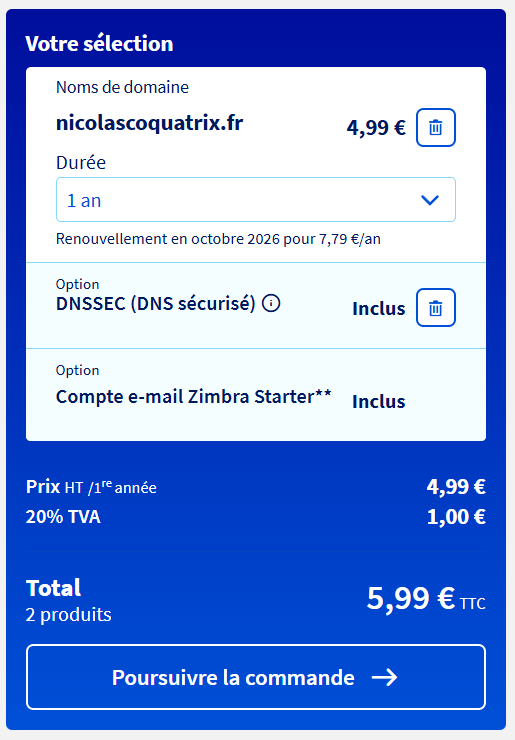 Votre sélection
Noms de domaine
nicolascoquatrix.fr
4,99 €
Durée
1 an
Renouvellement en octobre 2026 pour 7,79 €/an
Option
DNSSEC (DNS sécurisé)
Inclus
Option
Compte e-mail Zimbra Starter**
Inclus
Prix HT /1re année 4,99 €
20% TVA 1,00 €
Total
2 produits
5,99 € TTC
Poursuivre la commande →